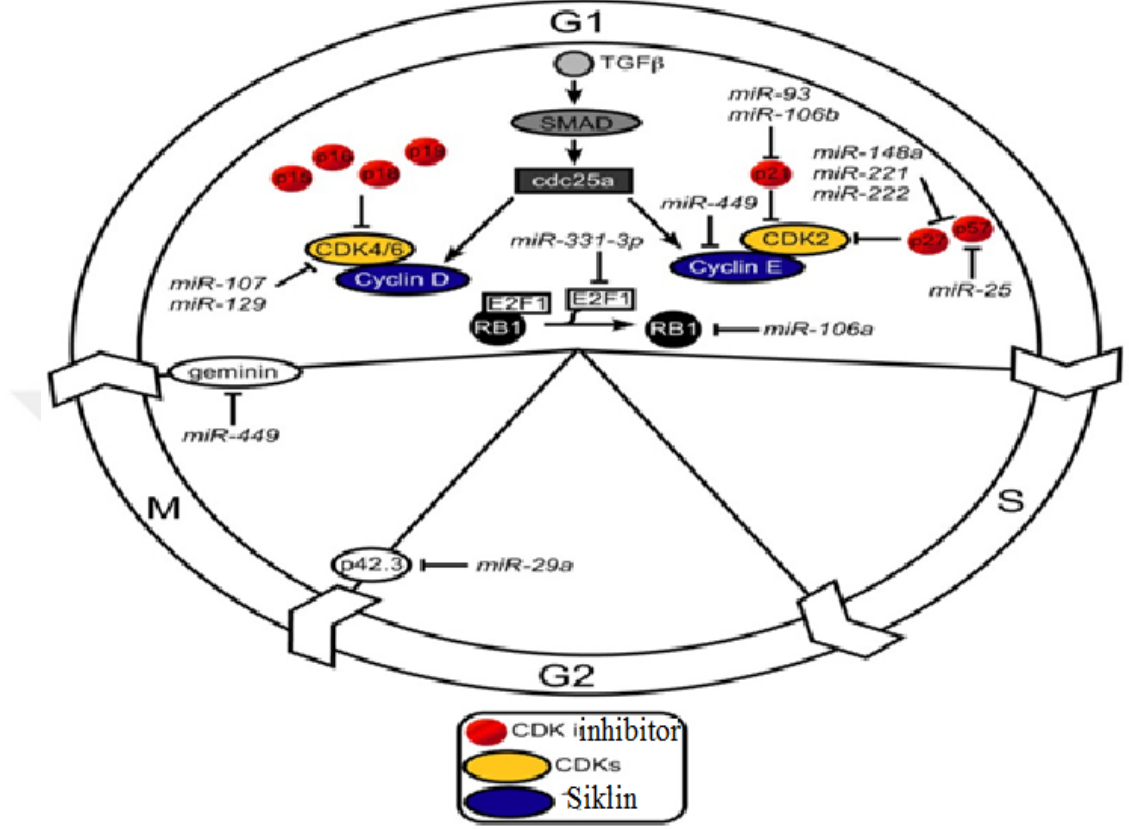 G1
TGFβ
SMAD
cdc25a
miR-93
miR-106b
p21
miR-148a
miR-221
miR-222
p27
p57
miR-25
p15
p16
p18
CDK4/6
Cyclin D
miR-107
miR-129
miR-449
CDK2
Cyclin E
miR-331-3p
E2F1
RB1
E2F1
RB1
miR-106a
geminin
miR-449
M
S
p42.3
miR-29a
G2
CDK iinhibitor
CDKs
Siklin